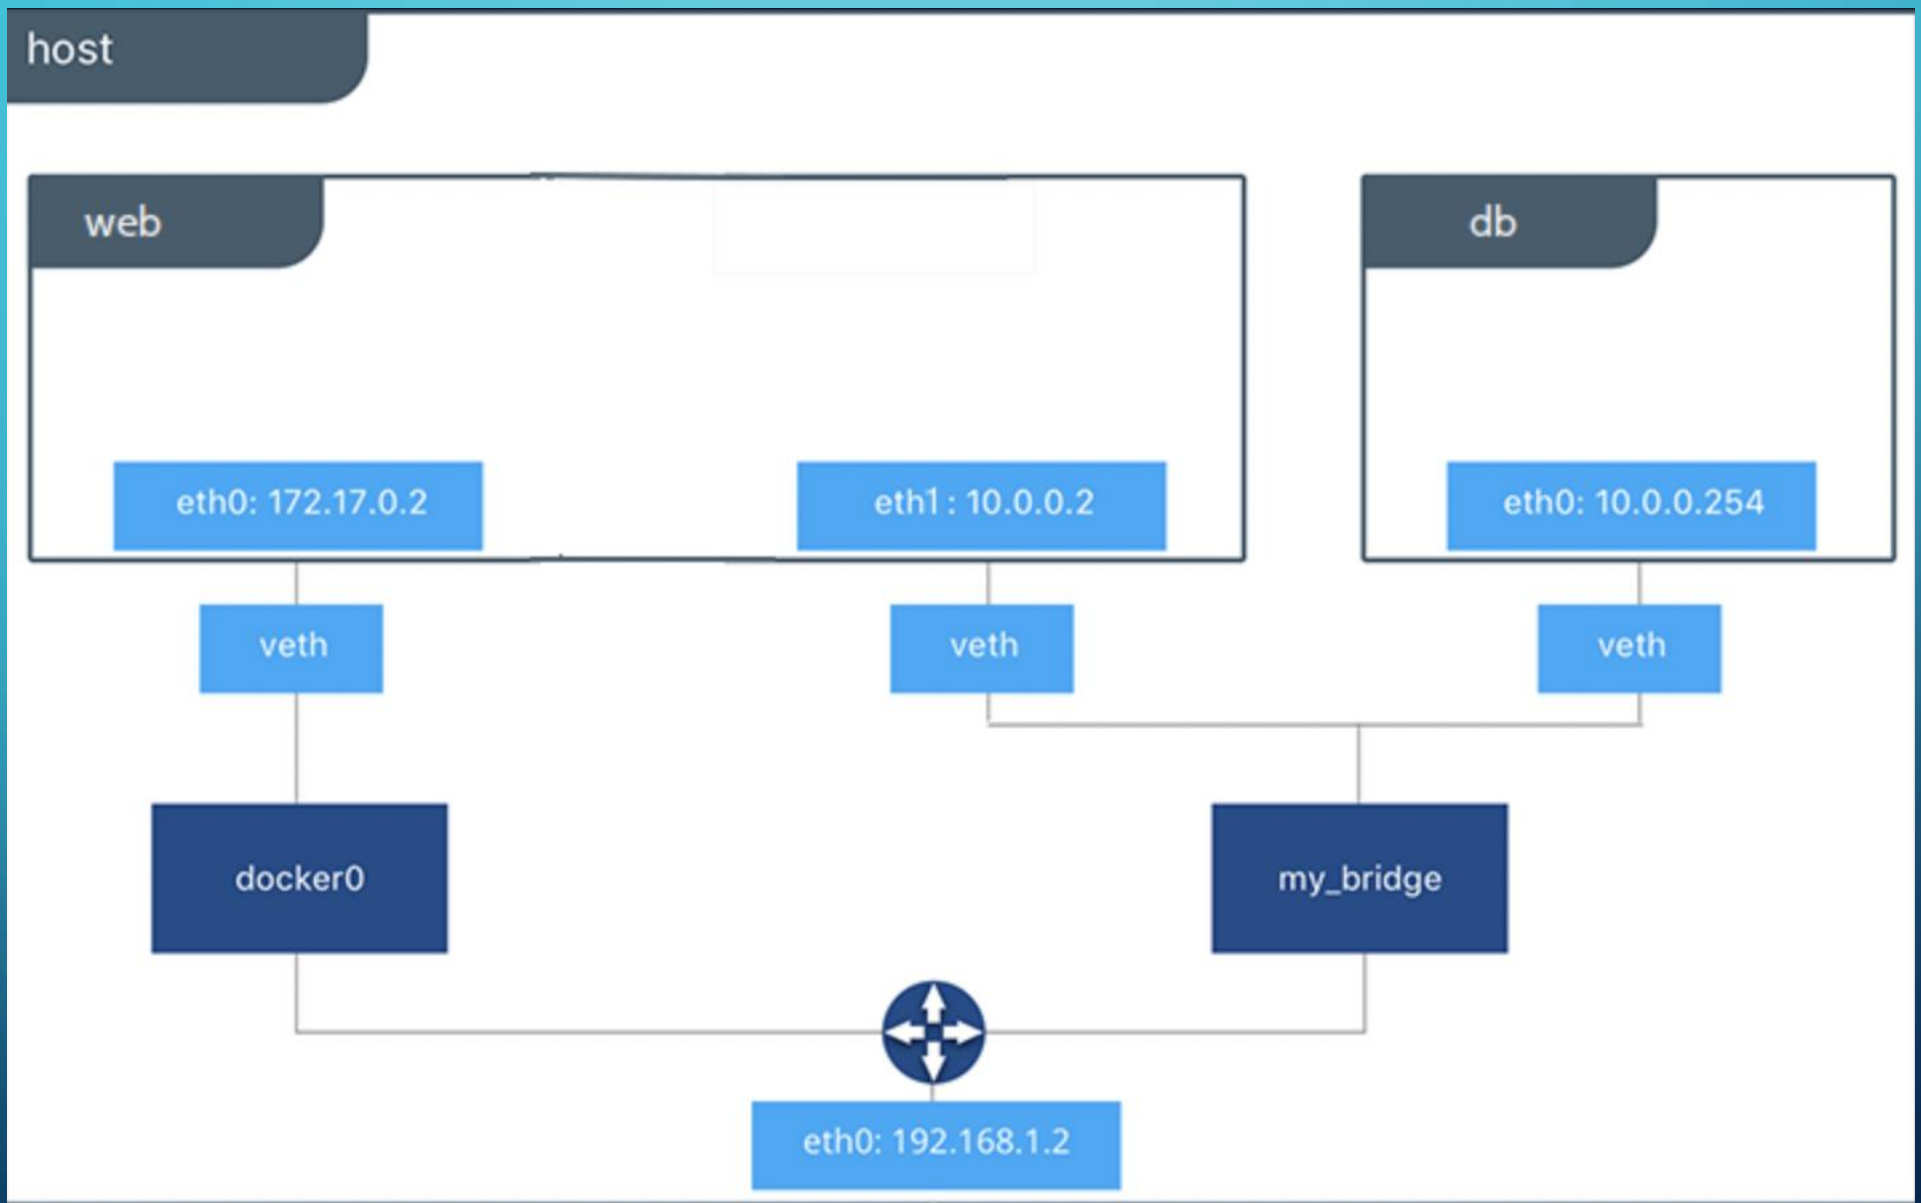 host
web
db
eth0: 172.17.0.2
eth1 : 10.0.0.2
eth0: 10.0.0.254
veth
veth
veth
docker0
my_bridge
eth0: 192.168.1.2